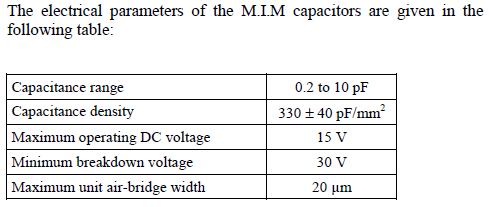 The electrical parameters of the M.I.M capacitors are given in the
following table:
Capacitance range 0.2 to 10 pF
Capacitance density 330 ± 40 pF/mm²
Maximum operating DC voltage 15 V
Minimum breakdown voltage 30 V
Maximum unit air-bridge width 20 µm